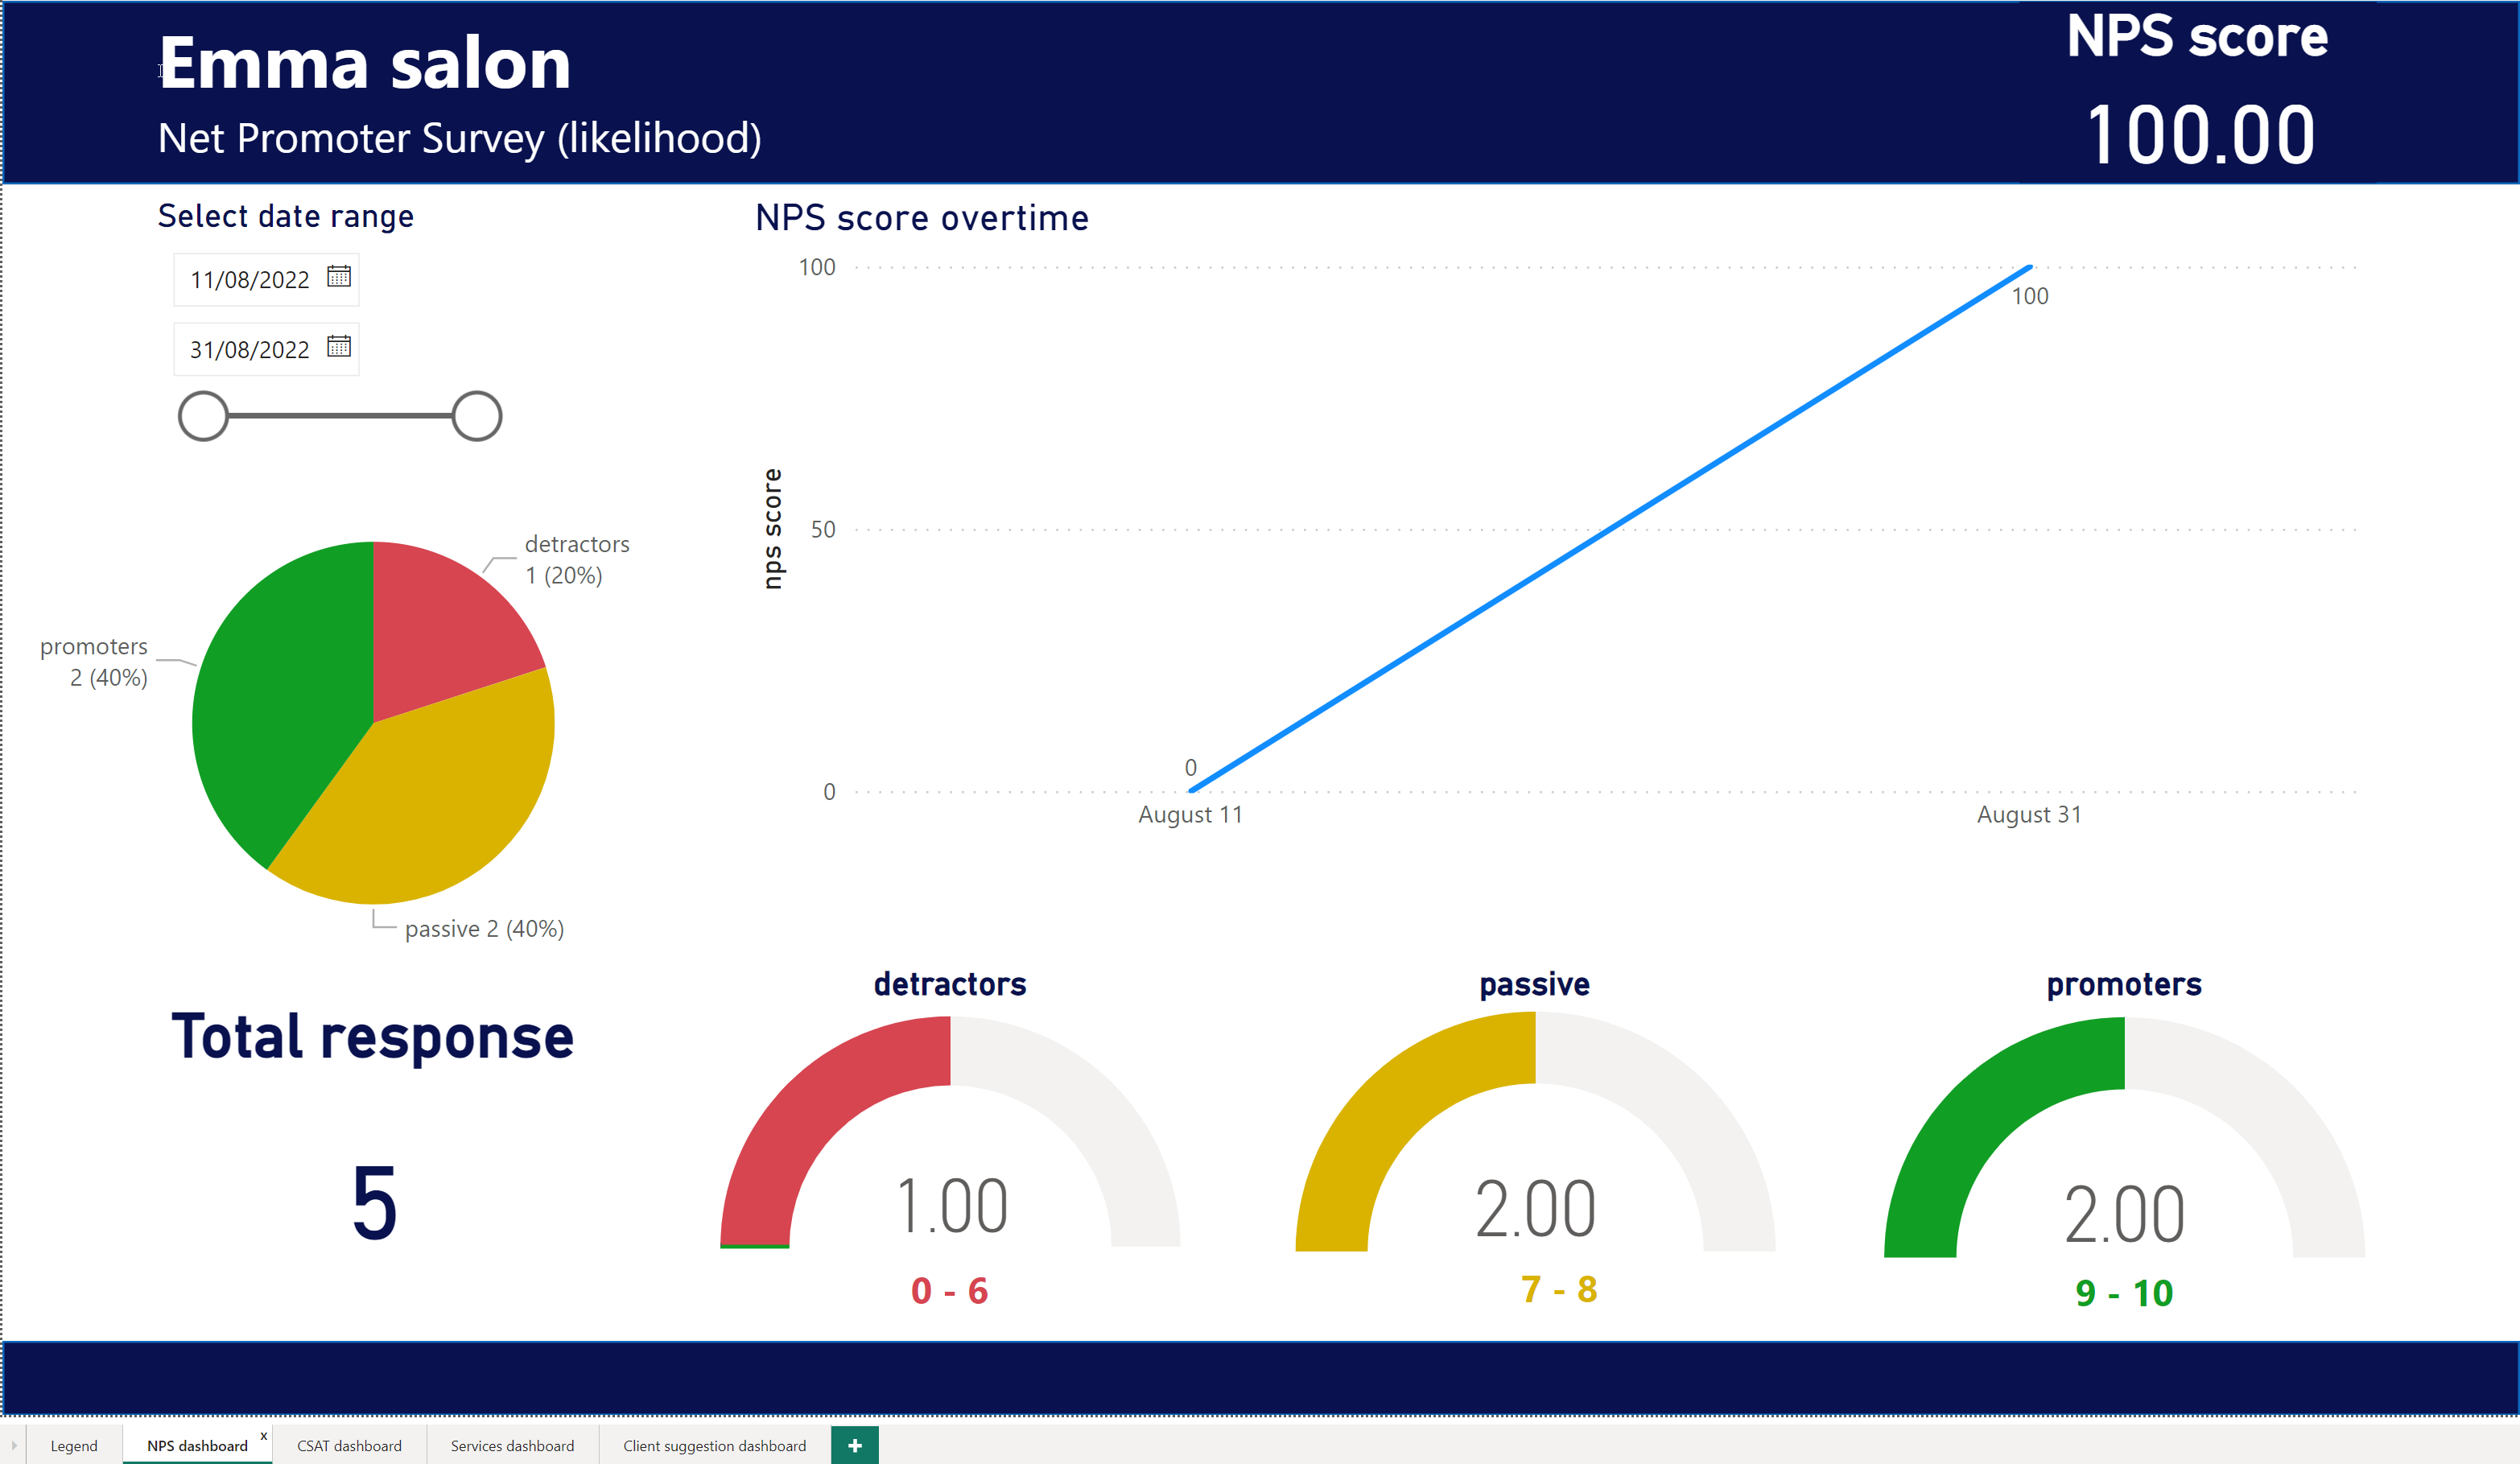 Emma salon
Net Promoter Survey (likelihood)
NPS score
100.00
Select date range
11/08/2022
31/08/2022
NPS score overtime
100
50
0
nps score
0
100
August 11
August 31
detractors
1 (20%)
promoters
2 (40%)
passive 2 (40%)
Total response
5
detractors
1.00
0 - 6
passive
2.00
7 - 8
promoters
2.00
9 - 10
Legend
NPS dashboard
x
CSAT dashboard
Services dashboard
Client suggestion dashboard
+